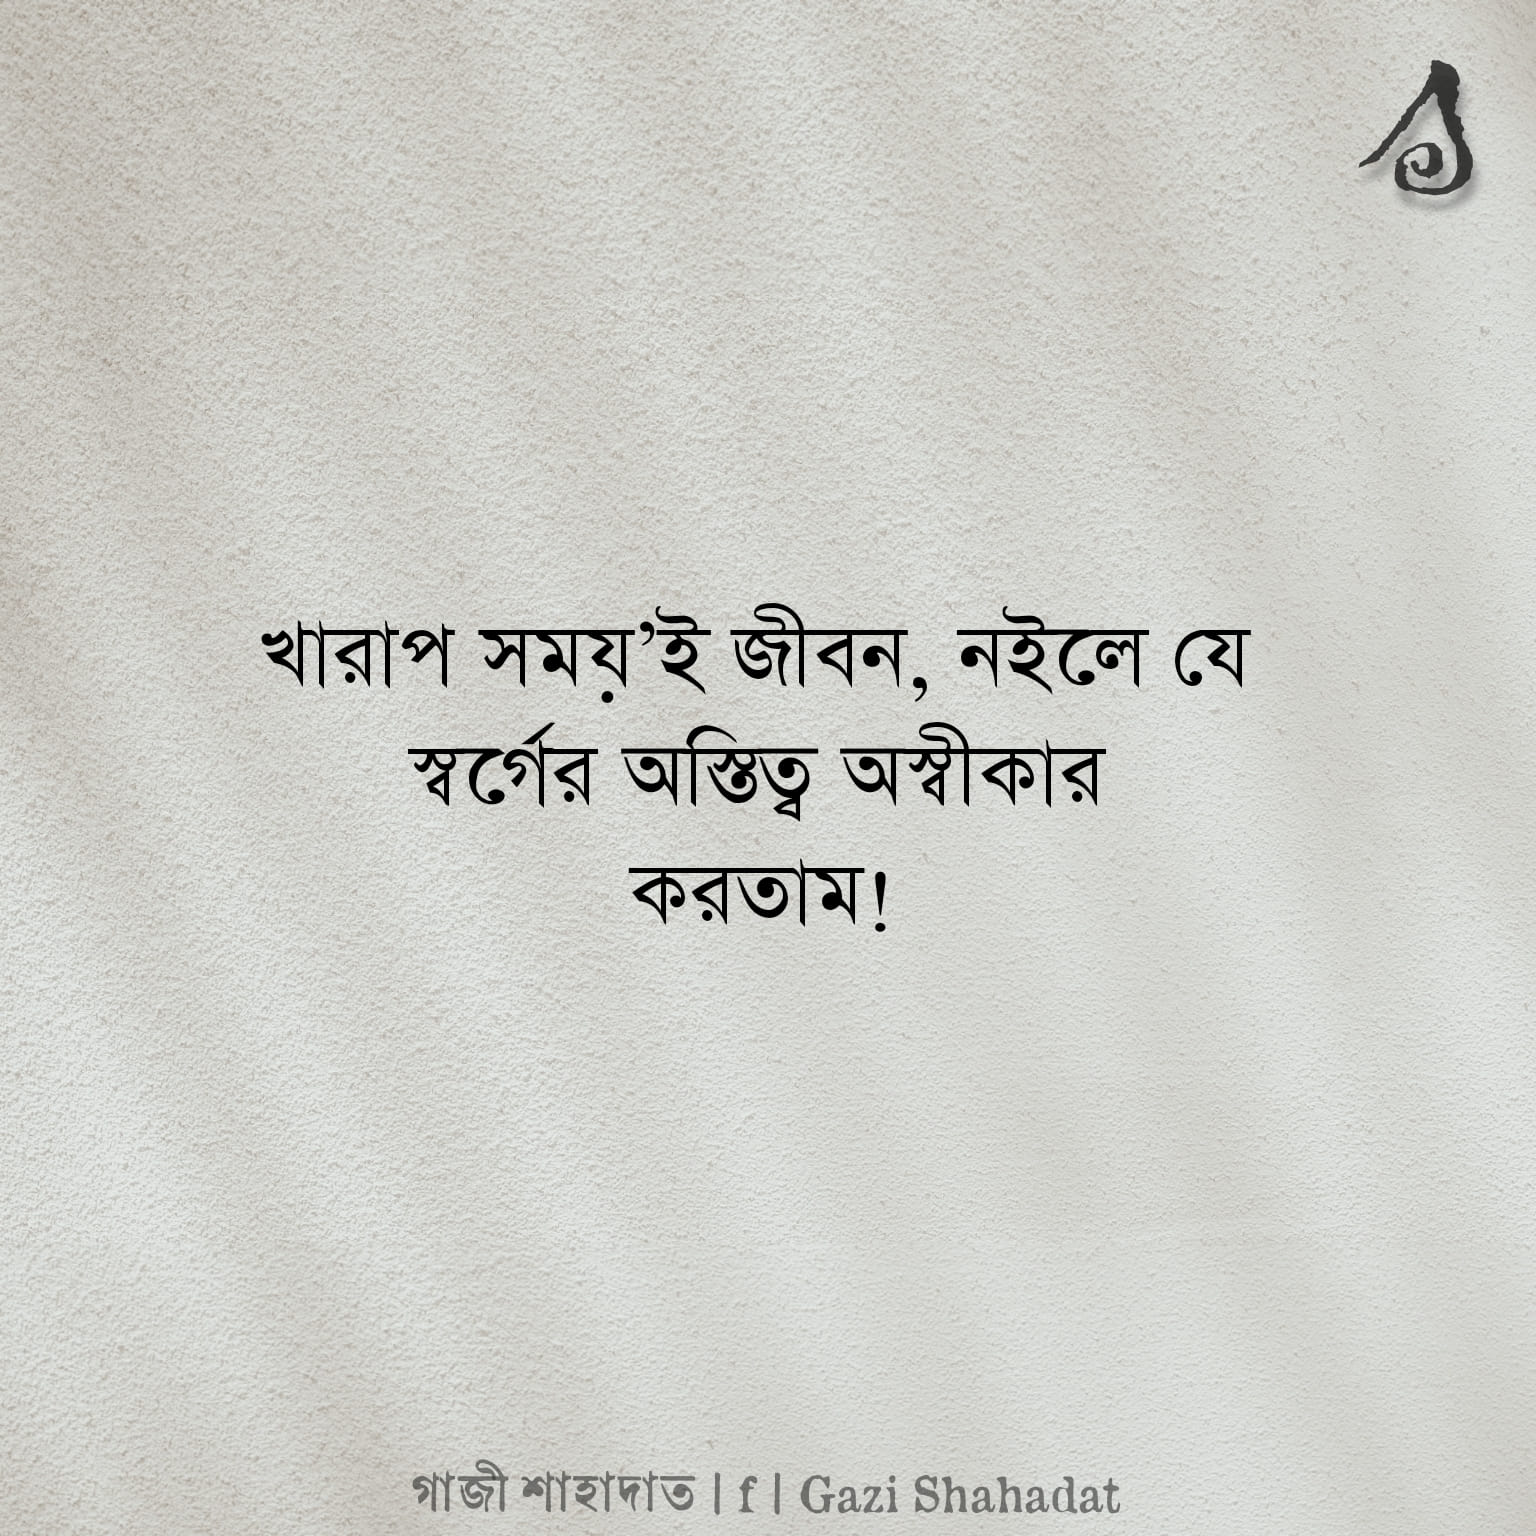 খারাপ সময়’ই জীবন, নইলে যে
স্বর্গের অস্তিত্ব অস্বীকার
করতাম!
গাজী শাহাদাত | f | Gazi Shahadat